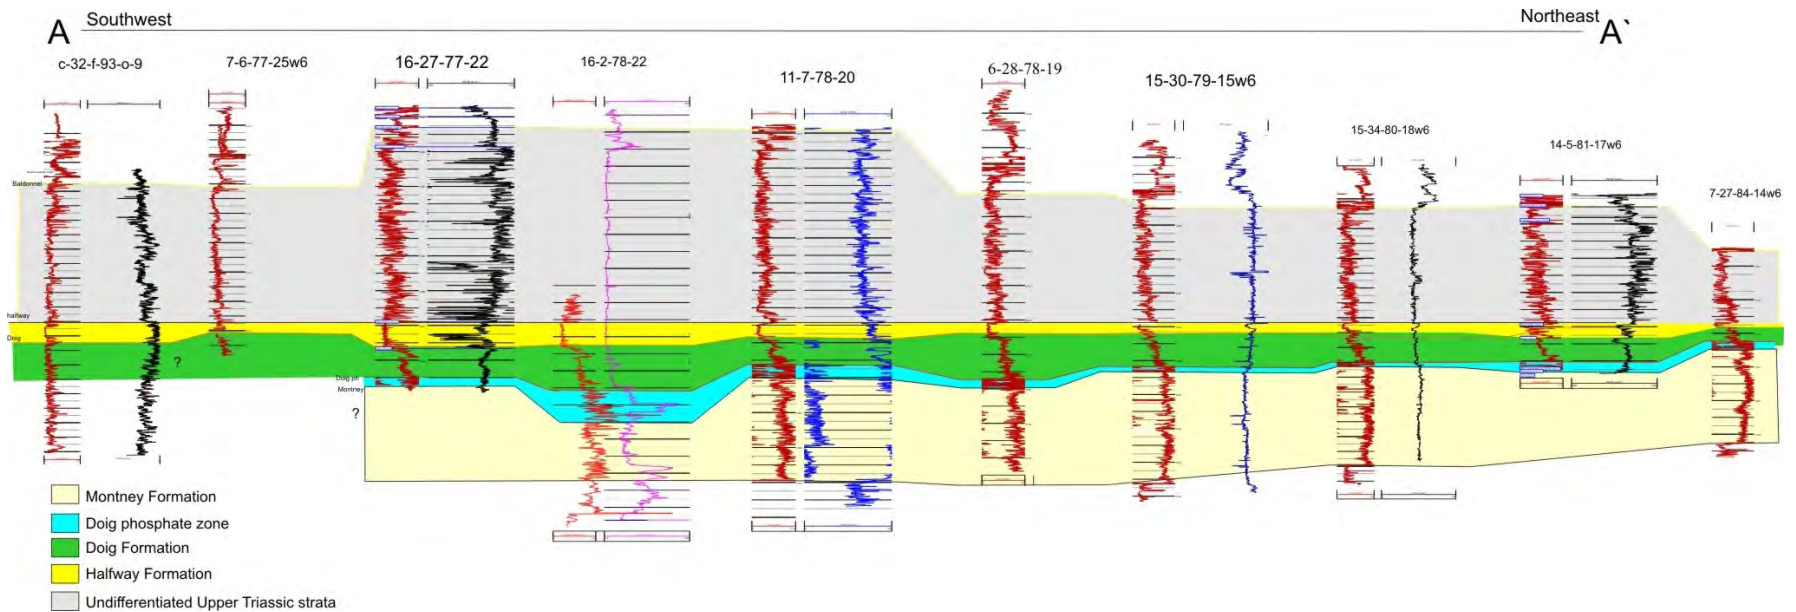 Southwest
Northeast
A
A`
c-32-f-93-o-9
7-6-77-25w6
16-27-77-22
16-2-78-22
11-7-78-20
6-28-78-19
15-30-79-15w6
15-34-80-18w6
14-5-81-17w6
7-27-84-14w6
Baldonnel
halfway
Doig
?
Doig ph
Montney
?
Montney Formation
Doig phosphate zone
Doig Formation
Halfway Formation
Undifferentiated Upper Triassic strata